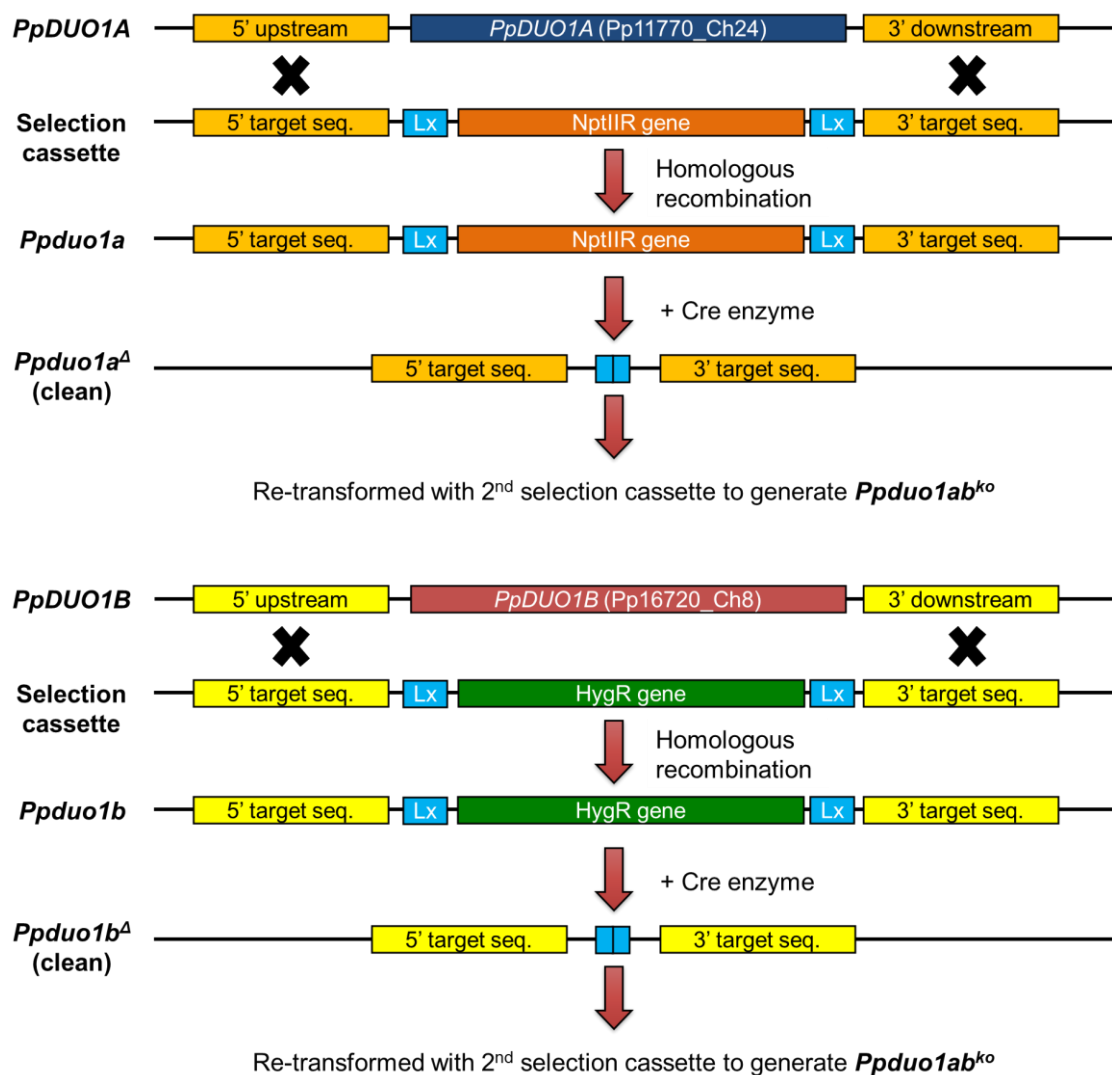 PpDUO1A
5' upstream
PpDUO1A (Pp11770_Ch24)
3' downstream
Selection
cassette
5' target seq.
Lx
NptIIR gene
Lx
3' target seq.
Homologous
recombination
Ppduo1a
5' target seq.
Lx
NptIIR gene
Lx
3' target seq.
+ Cre enzyme
Ppduo1aΔ
(clean)
5' target seq.
3' target seq.
Re-transformed with 2nd selection cassette to generate Ppduo1abko
PpDUO1B
5' upstream
PpDUO1B (Pp16720_Ch8)
3' downstream
Selection
cassette
5' target seq.
Lx
HygR gene
Lx
3' target seq.
Homologous
recombination
Ppduo1b
5' target seq.
Lx
HygR gene
Lx
3' target seq.
+ Cre enzyme
Ppduo1bΔ
(clean)
5' target seq.
3' target seq.
Re-transformed with 2nd selection cassette to generate Ppduo1abko